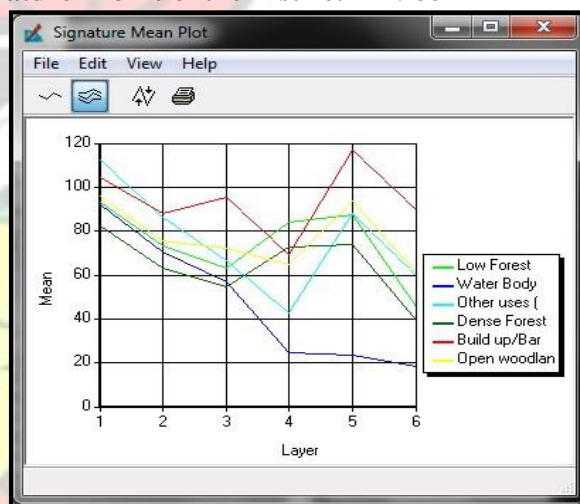 Signature Mean Plot
File Edit View Help
120
100
80
60
40
20
0
Mean
1 2 3 4 5 6
Layer
Low Forest
Water Body
Other uses (
Dense Forest
Build up/Bar
Open woodlan